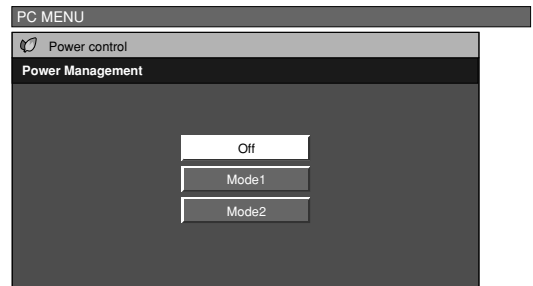 PC MENU
Power control
Power Management
Off
Mode1
Mode2